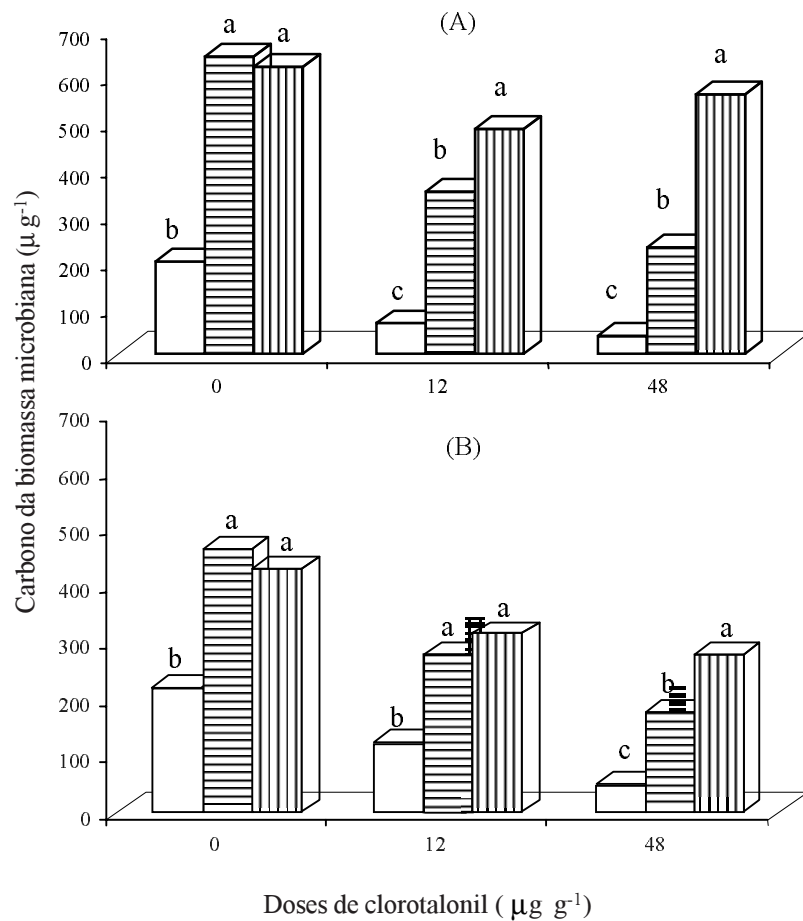 (A)
700
600
500
400
300
200
100
0
a a
b
a
b
c
a
b
c
0 12 48
Carbono da biomassa microbiana (µ g⁻¹)
(B)
700
600
500
400
300
200
100
0
a a
b
a a
b
a
b
c
0 12 48
Doses de clorotalonil ( µg g⁻¹)